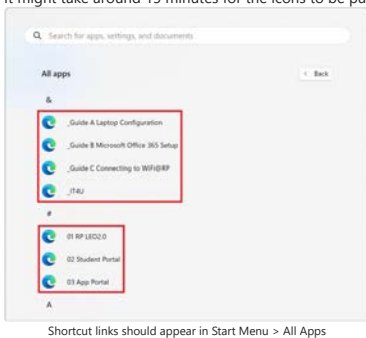 It might take around 15 minutes for the icons to be pu
Search for apps, settings, and documents
All apps
< Back
&
_Guide A Laptop Configuration
_Guide B Microsoft Office 365 Setup
_Guide C Connecting to WiFi@RP
_IT4U
#
01 RP LEO2.0
02 Student Portal
03 App Portal
A
Shortcut links should appear in Start Menu > All Apps